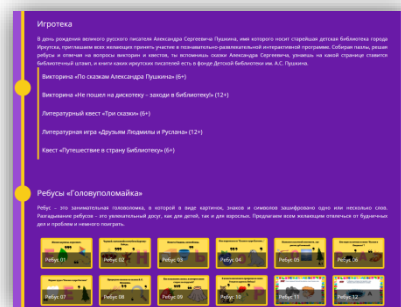 Игротека
В день рождения великого русского писателя Александра Сергеевича Пушкина, имя которого носит старейшая детская библиотека города
Иркутска, приглашаем всех желающих принять участие в познавательно-развлекательной интерактивной программе. Собирая пазлы, решая
ребусы и отвечая на вопросы викторин и квестов, ты вспомнишь сказки Александра Сергеевича, узнаешь на какой странице ставится
библиотечный штамп, и книги каких иркутских писателей есть в фонде Детской библиотеки им. А.С. Пушкина.
Викторина «По сказкам Александра Пушкина» (6+)
Викторина «Не пошел на дискотеку – заходи в библиотеку!» (12+)
Литературный квест «Три сказки» (6+)
Литературная игра «Друзьям Людмилы и Руслана» (12+)
Квест «Путешествие в страну Библиотеку» (6+)
Ребусы «Головуполомайка»
Ребус – это занимательная головоломка, в которой в виде картинок, знаков и символов зашифровано одно или несколько слов.
Разгадывание ребусов – это увлекательный досуг, как для детей, так и для взрослых. Предлагаем всем желающим отвлечься от будничных
дел и проблем и немного поиграть.
Ребус 01 Ребус 02 Ребус 03 Ребус 04 Ребус 05 Ребус 06
Ребус 07 Ребус 08 Ребус 09 Ребус 10 Ребус 11 Ребус 12